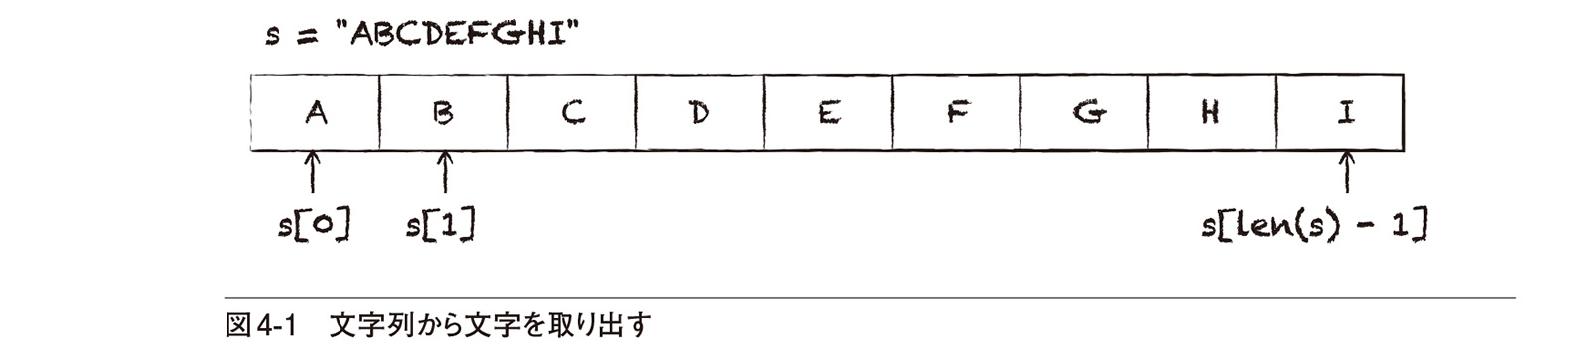 s = "ABCDEFGHI"
A B C D E F G H I
s[0] s[1] s[len(s) - 1]
図4-1 文字列から文字を取り出す